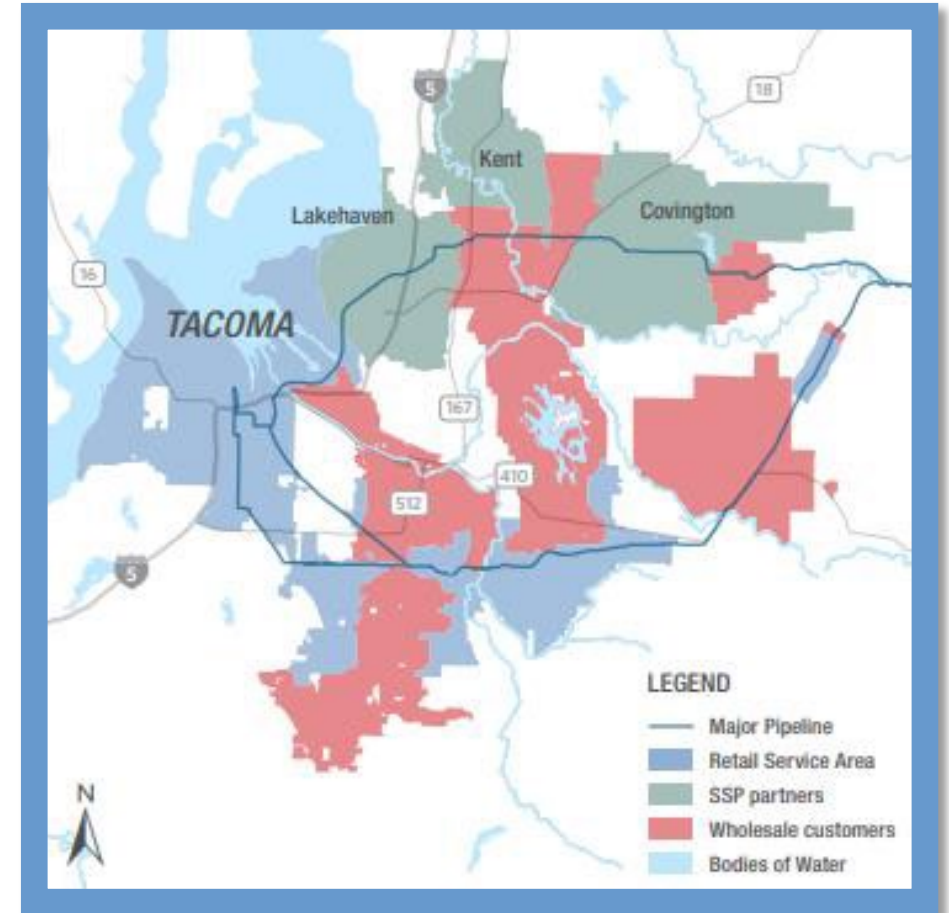 5
18
Kent
Lakehaven
Covington
16
TACOMA
167
410
512
5
LEGEND
Major Pipeline
Retail Service Area
SSP partners
Wholesale customers
Bodies of Water
N